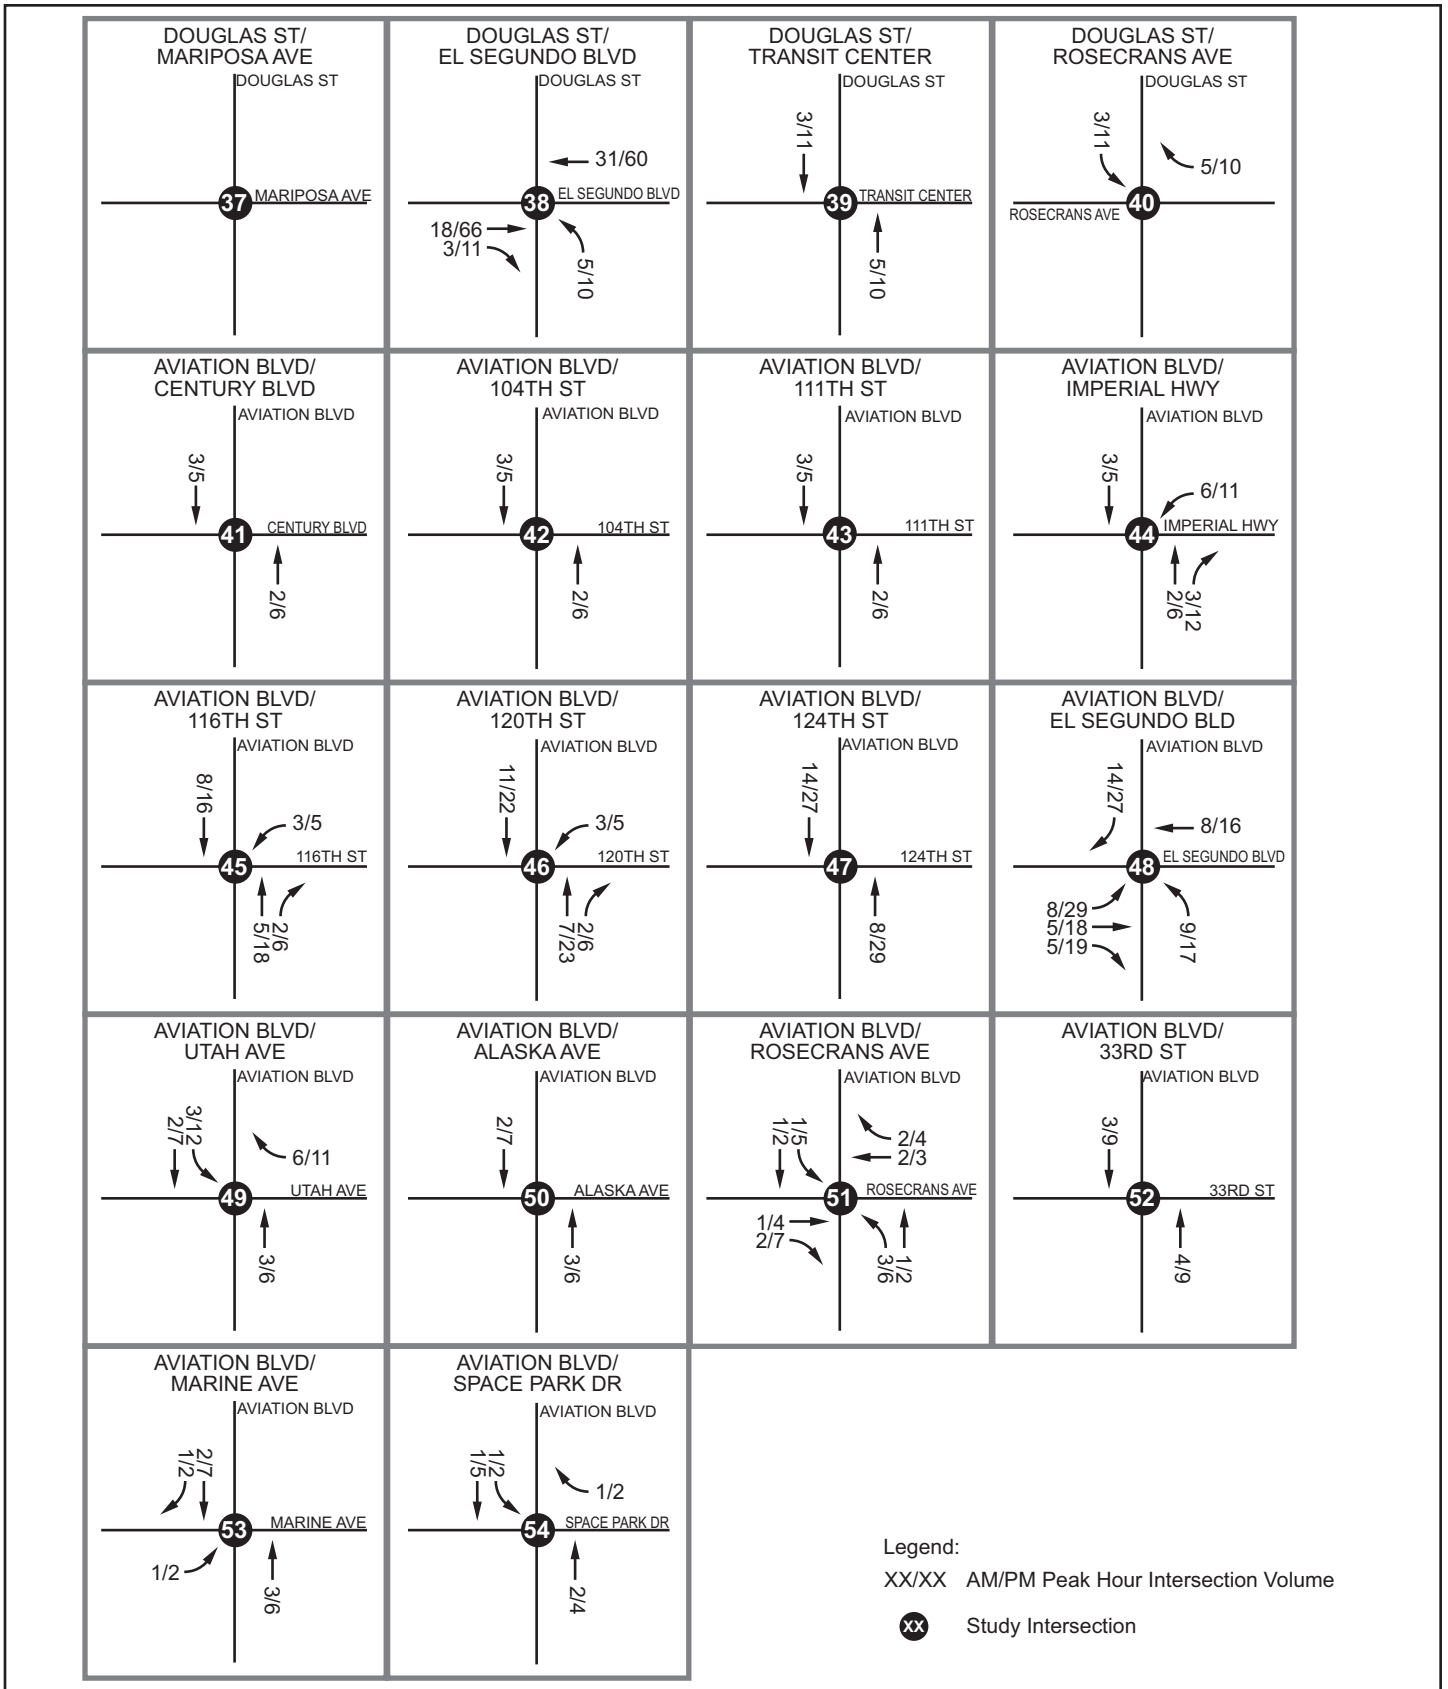 DOUGLAS ST/
MARIPOSA AVE
DOUGLAS ST
37
MARIPOSA AVE
DOUGLAS ST/
EL SEGUNDO BLVD
DOUGLAS ST
31/60
38
EL SEGUNDO BLVD
18/66
3/11
5/10
DOUGLAS ST/
TRANSIT CENTER
DOUGLAS ST
3/11
39
TRANSIT CENTER
5/10
DOUGLAS ST/
ROSECRANS AVE
DOUGLAS ST
3/11
5/10
40
ROSECRANS AVE
AVIATION BLVD/
CENTURY BLVD
AVIATION BLVD
3/5
41
CENTURY BLVD
2/6
AVIATION BLVD/
104TH ST
AVIATION BLVD
3/5
42
104TH ST
2/6
AVIATION BLVD/
111TH ST
AVIATION BLVD
3/5
43
111TH ST
2/6
AVIATION BLVD/
IMPERIAL HWY
AVIATION BLVD
3/5
6/11
44
IMPERIAL HWY
2/6
3/12
AVIATION BLVD/
116TH ST
AVIATION BLVD
8/16
3/5
45
116TH ST
5/18
2/6
AVIATION BLVD/
120TH ST
AVIATION BLVD
11/22
3/5
46
120TH ST
7/23
2/6
AVIATION BLVD/
124TH ST
AVIATION BLVD
14/27
47
124TH ST
8/29
AVIATION BLVD/
EL SEGUNDO BLD
AVIATION BLVD
14/27
8/16
48
EL SEGUNDO BLVD
8/29
5/18
5/19
9/17
AVIATION BLVD/
UTAH AVE
AVIATION BLVD
2/7
3/12
6/11
49
UTAH AVE
3/6
AVIATION BLVD/
ALASKA AVE
AVIATION BLVD
2/7
50
ALASKA AVE
3/6
AVIATION BLVD/
ROSECRANS AVE
AVIATION BLVD
1/2
1/5
2/4
2/3
51
ROSECRANS AVE
1/4
2/7
3/6
1/2
AVIATION BLVD/
33RD ST
AVIATION BLVD
3/9
52
33RD ST
4/9
AVIATION BLVD/
MARINE AVE
AVIATION BLVD
1/2
2/7
53
MARINE AVE
1/2
3/6
AVIATION BLVD/
SPACE PARK DR
AVIATION BLVD
1/5
1/2
1/2
54
SPACE PARK DR
2/4
Legend:
XX/XX AM/PM Peak Hour Intersection Volume
XX Study Intersection